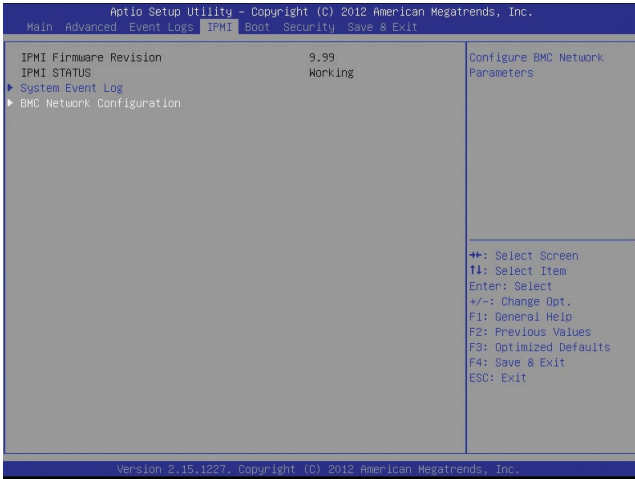 Aptio Setup Utility – Copyright (C) 2012 American Megatrends, Inc.
Main Advanced Event Logs IPMI Boot Security Save & Exit
IPMI Firmware Revision 9.99
IPMI STATUS Working
▶ System Event Log
▶ BMC Network Configuration
Configure BMC Network
Parameters
→←: Select Screen
↑↓: Select Item
Enter: Select
+/-: Change Opt.
F1: General Help
F2: Previous Values
F3: Optimized Defaults
F4: Save & Exit
ESC: Exit
Version 2.15.1227. Copyright (C) 2012 American Megatrends, Inc.